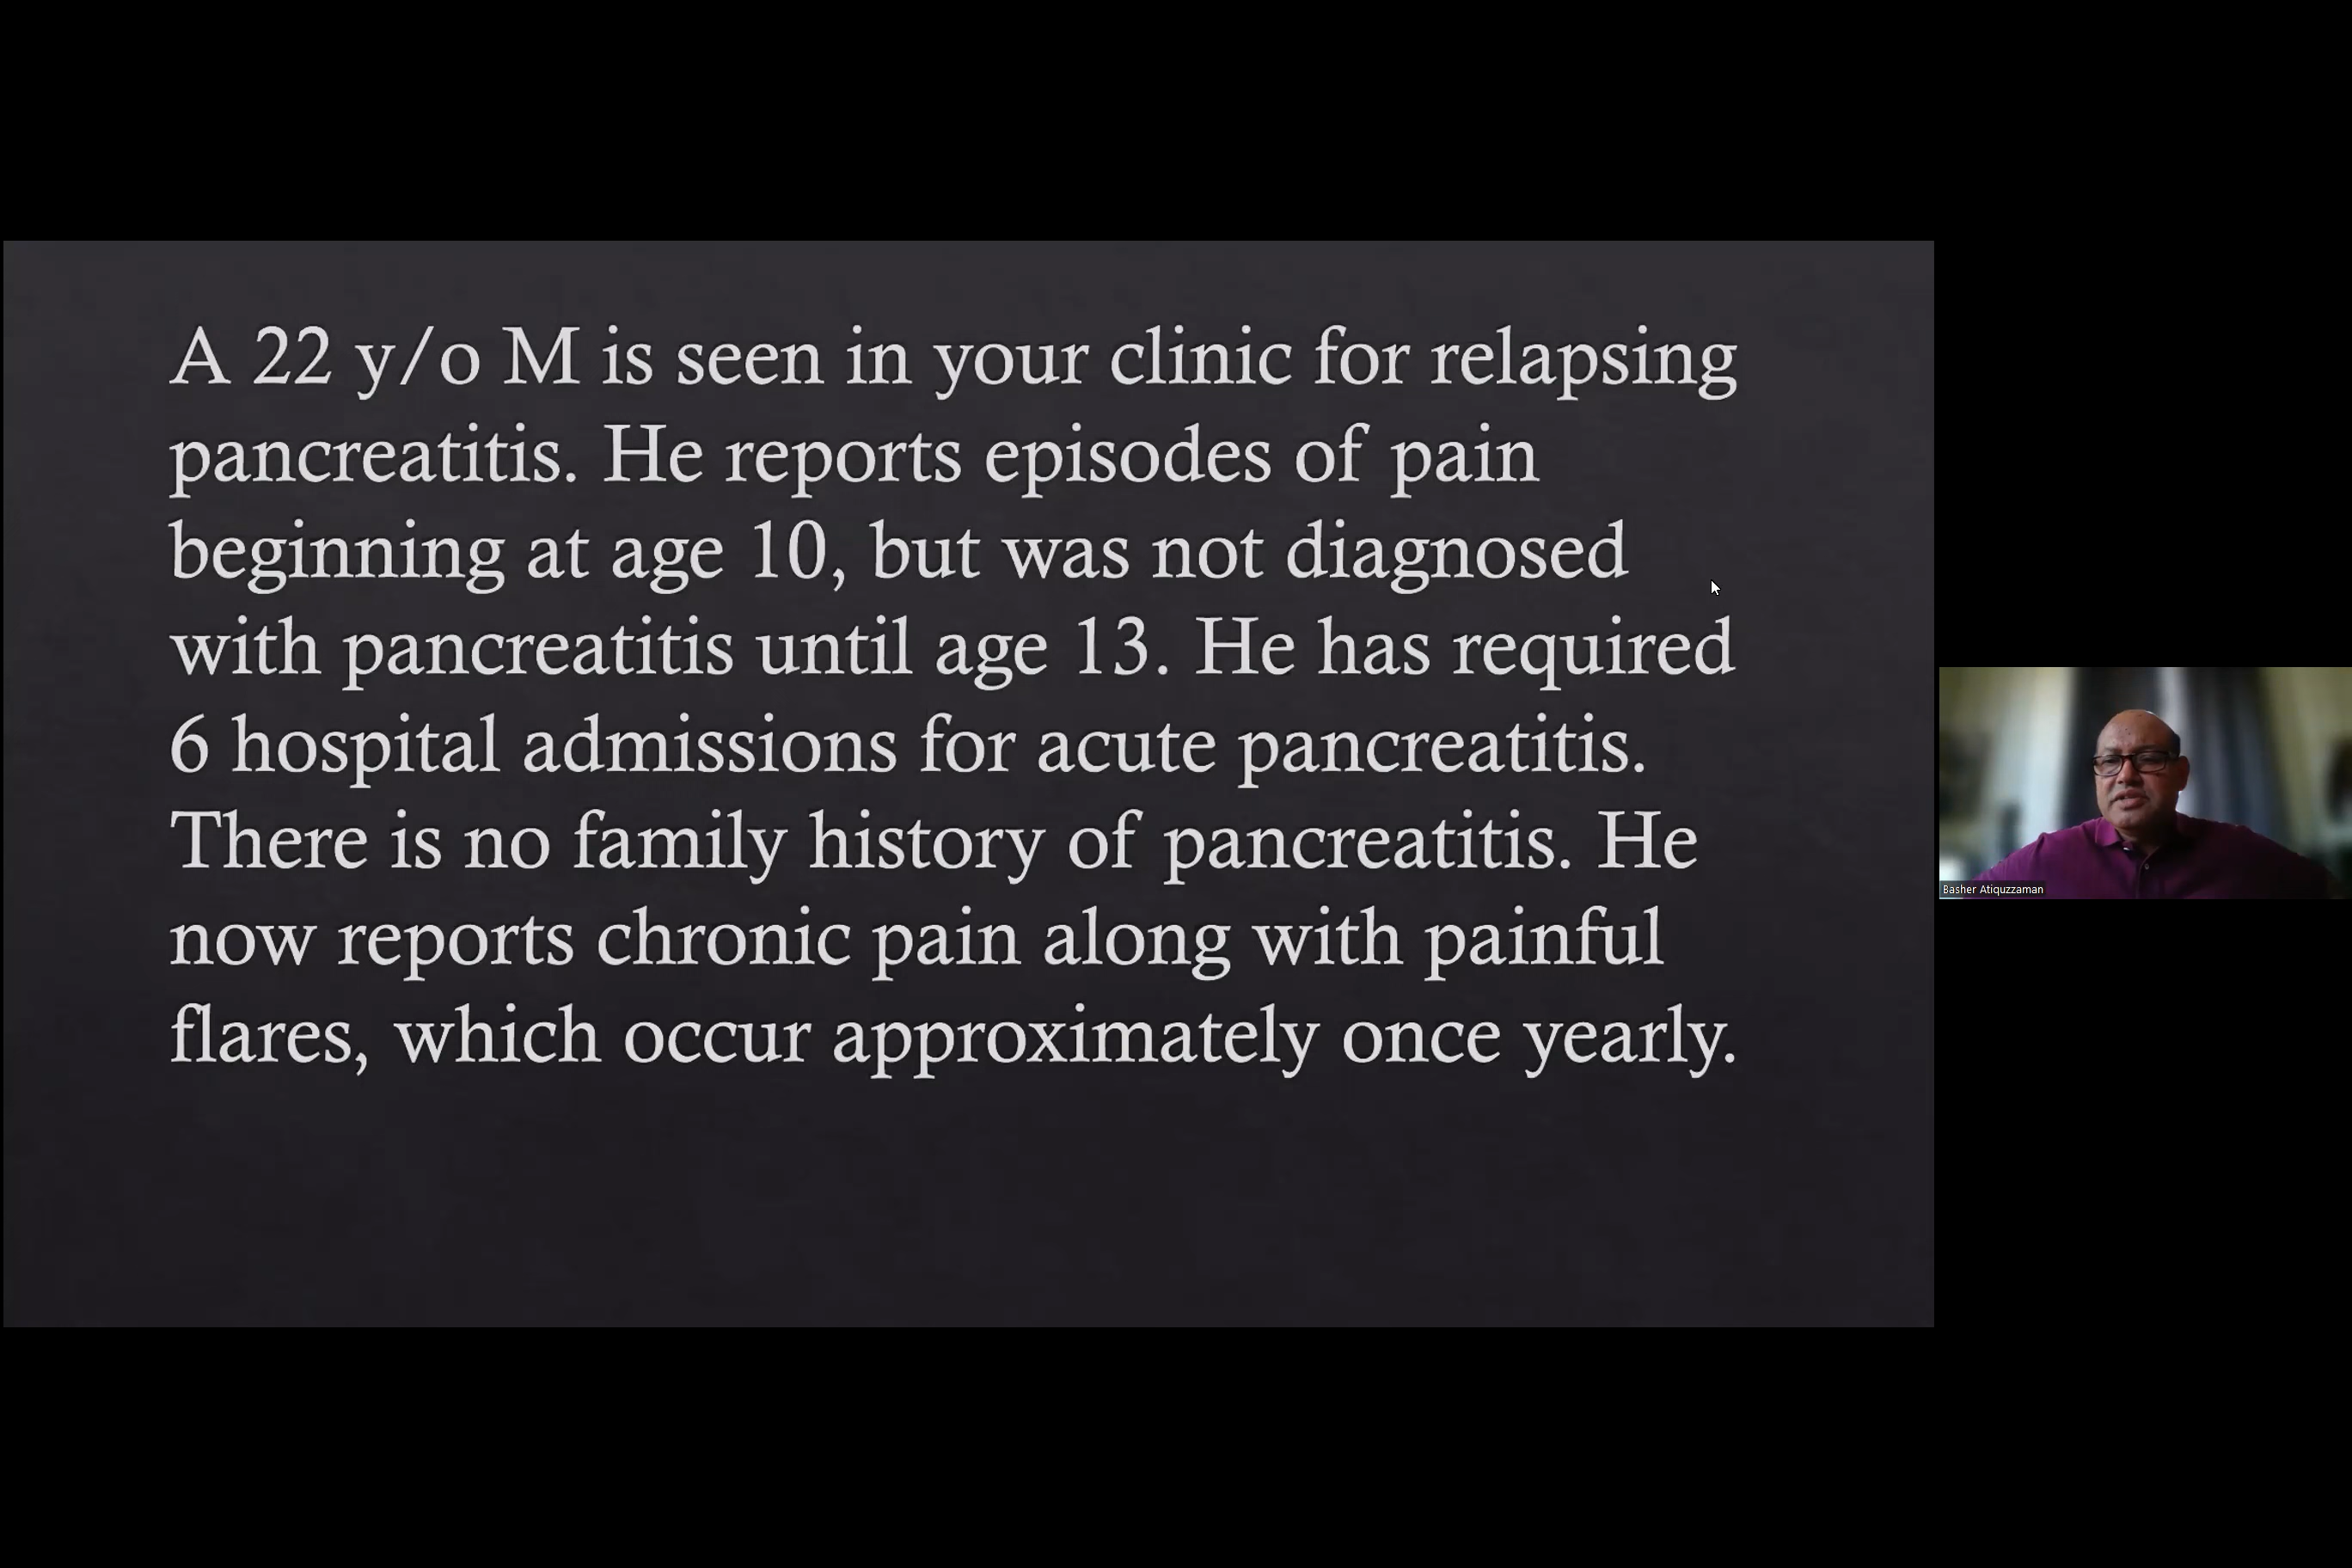 A 22 y/o M is seen in your clinic for relapsing
pancreatitis. He reports episodes of pain
beginning at age 10, but was not diagnosed
with pancreatitis until age 13. He has required
6 hospital admissions for acute pancreatitis.
There is no family history of pancreatitis. He
now reports chronic pain along with painful
flares, which occur approximately once yearly.
Basher Atiquzzaman